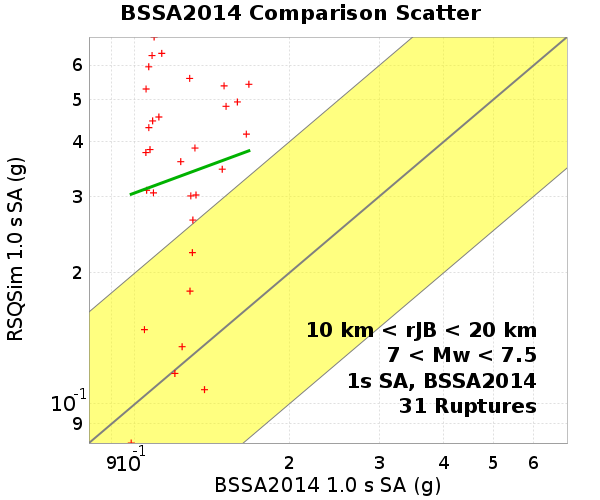 BSSA2014 Comparison Scatter
RSQSim 1.0 s SA (g)
6
5
4
3
2
10-1
9
10 km < rJB < 20 km
7 < Mw < 7.5
1s SA, BSSA2014
31 Ruptures
9 10-1 2 3 4 5 6
BSSA2014 1.0 s SA (g)